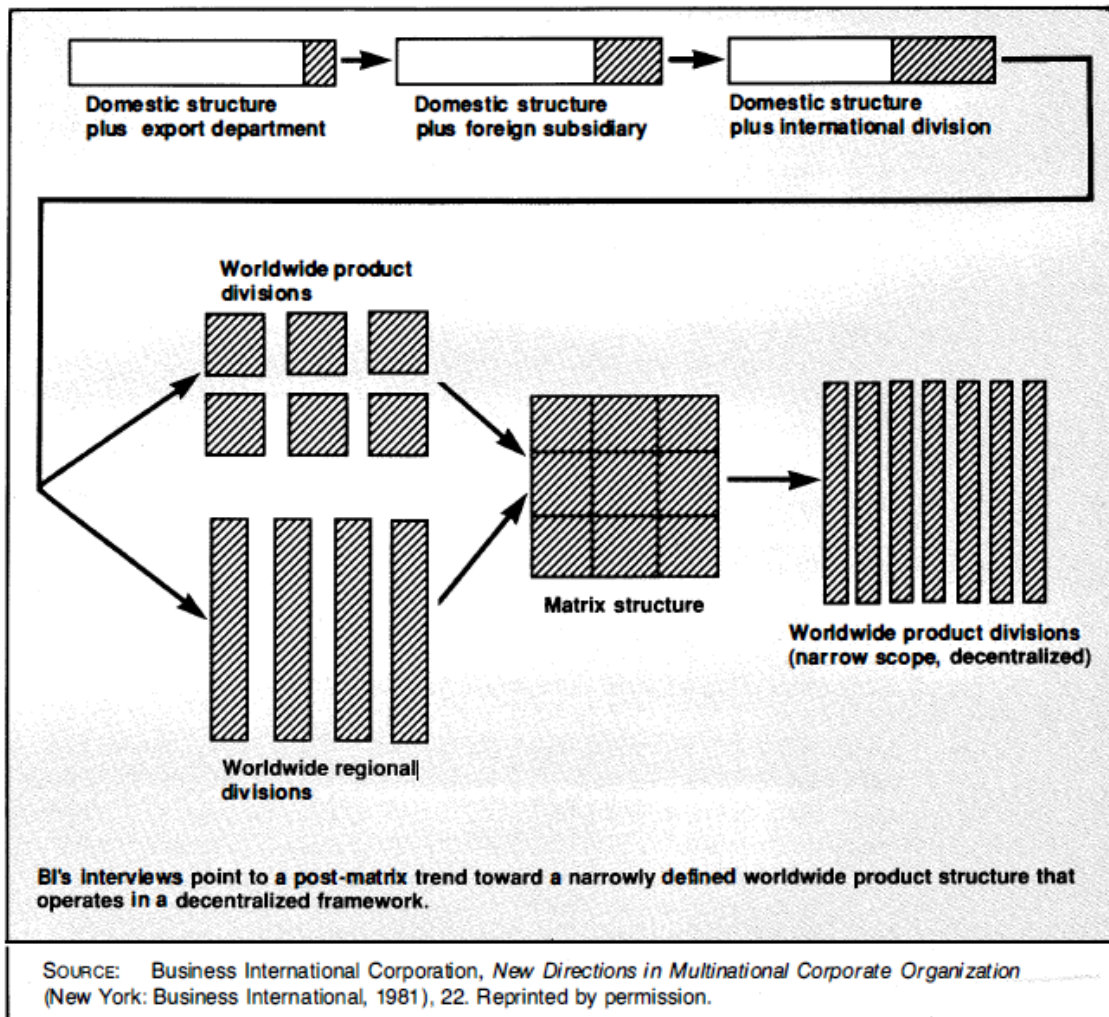 Domestic structure
plus export department
Domestic structure
plus foreign subsidiary
Domestic structure
plus international division
Worldwide product
divisions
Matrix structure
Worldwide product divisions
(narrow scope, decentralized)
Worldwide regional
divisions
BI's Interviews point to a post-matrix trend toward a narrowly defined worldwide product structure that
operates in a decentralized framework.
SOURCE: Business International Corporation, New Directions in Multinational Corporate Organization
(New York: Business International, 1981), 22. Reprinted by permission.